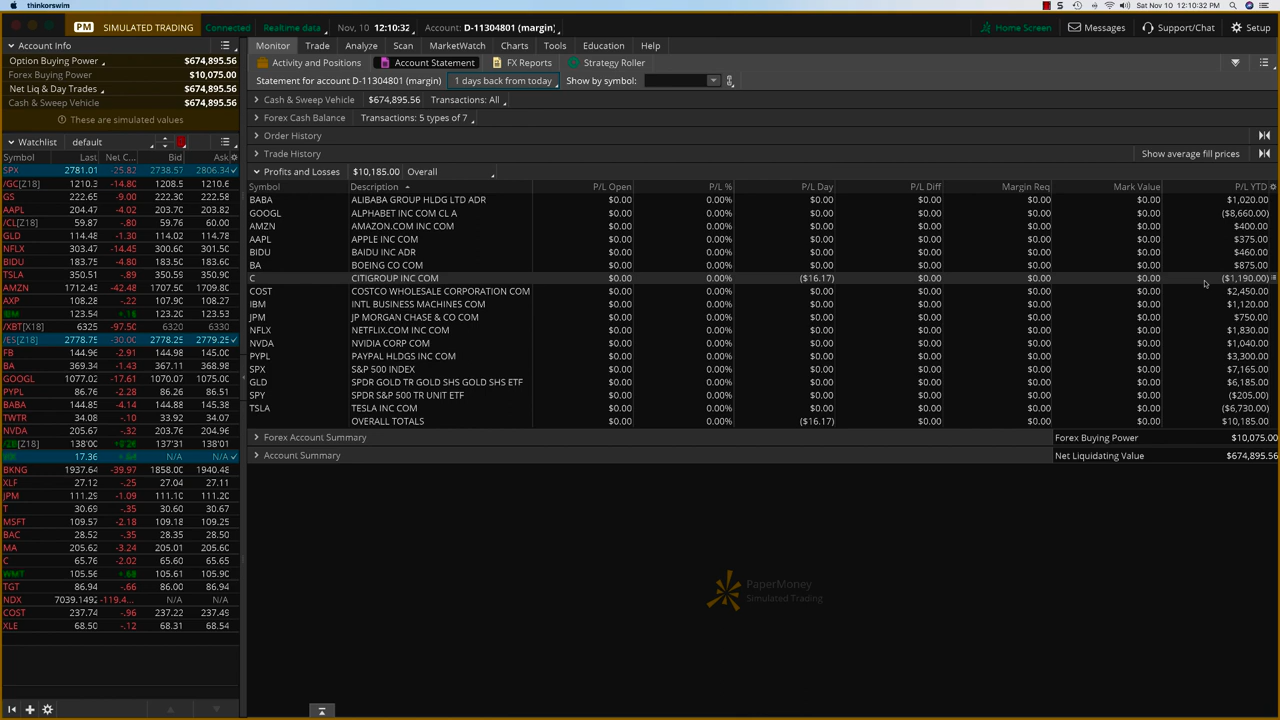 thinkorswim
Sat Nov 10 12:10:32 PM
PM SIMULATED TRADING Connected Realtime data Nov, 10 12:10:32 Account: D-11304801 (margin) Home Screen Messages Support/Chat Setup
Account Info
Option Buying Power $674,895.56
Forex Buying Power $10,075.00
Net Liq & Day Trades $674,895.56
Cash & Sweep Vehicle $674,895.56
These are simulated values
Watchlist default
Symbol Last Net C... Bid Ask
SPX 2781.01 -25.82 2738.57 2806.34
/GC[Z18] 1210.3 -14.80 1208.5 1210.6
GS 222.65 -9.00 222.30 222.58
AAPL 204.47 -4.02 203.70 203.82
/CL[Z18] 59.87 -.80 59.76 60.00
GLD 114.48 -1.30 114.02 114.78
NFLX 303.47 -14.45 300.60 301.50
BIDU 183.75 -4.80 183.50 183.60
TSLA 350.51 -.89 350.59 350.90
AMZN 1712.43 -42.48 1707.50 1709.80
AXP 108.28 -.22 107.91 108.27
IBM 123.54 +.16 123.20 123.53
/XBT[X18] 6325 -97.50 6320 6330
/ES[Z18] 2778.75 -30.00 2778.25 2779.25
FB 144.96 -2.91 144.98 145.00
BA 369.34 -1.43 367.11 368.98
GOOGL 1077.02 -17.61 1070.07 1075.00
PYPL 86.76 -2.28 86.26 86.51
BABA 144.85 -4.14 144.88 145.38
TWTR 34.08 -.10 33.92 34.07
NVDA 205.67 -.32 203.76 204.96
[Z18] 138'00 137'31 138'01
17.36 N/A N/A
BKNG 1937.64 -39.97 1858.00 1940.48
XLF 27.12 -.25 27.04 27.11
JPM 111.29 -1.09 111.10 111.20
T 30.69 -.35 30.60 30.67
MSFT 109.57 -2.18 109.18 109.25
BAC 28.52 -.35 28.35 28.50
MA 205.62 -3.24 205.01 205.60
C 65.76 -2.02 65.60 65.65
WMT 105.56 105.61 105.90
TGT 86.94 -.66 86.86 86.94
NDX 7039.1492 -119.4... N/A N/A
COST 237.74 -.96 237.22 237.49
XLE 68.50 -.12 68.31 68.54
Monitor Trade Analyze Scan MarketWatch Charts Tools Education Help
Activity and Positions Account Statement FX Reports Strategy Roller
Statement for account D-11304801 (margin) 1 days back from today Show by symbol:
Cash & Sweep Vehicle $674,895.56 Transactions: All
Forex Cash Balance Transactions: 5 types of 7
Order History
Trade History Show average fill prices
Profits and Losses $10,185.00 Overall
Symbol Description P/L Open P/L % P/L Day P/L Diff Margin Req Mark Value P/L YTD
BABA ALIBABA GROUP HLDG LTD ADR $0.00 0.00% $0.00 $0.00 $0.00 $0.00 $1,020.00
GOOGL ALPHABET INC COM CL A $0.00 0.00% $0.00 $0.00 $0.00 $0.00 ($8,660.00)
AMZN AMAZON.COM INC COM $0.00 0.00% $0.00 $0.00 $0.00 $0.00 $400.00
AAPL APPLE INC COM $0.00 0.00% $0.00 $0.00 $0.00 $0.00 $375.00
BIDU BAIDU INC ADR $0.00 0.00% $0.00 $0.00 $0.00 $0.00 $460.00
BA BOEING CO COM $0.00 0.00% $0.00 $0.00 $0.00 $0.00 $875.00
C CITIGROUP INC COM $0.00 0.00% ($16.17) $0.00 $0.00 $0.00 ($1,190.00)
COST COSTCO WHOLESALE CORPORATION COM $0.00 0.00% $0.00 $0.00 $0.00 $0.00 $2,450.00
IBM INTL BUSINESS MACHINES COM $0.00 0.00% $0.00 $0.00 $0.00 $0.00 $1,120.00
JPM JP MORGAN CHASE & CO COM $0.00 0.00% $0.00 $0.00 $0.00 $0.00 $750.00
NFLX NETFLIX.COM INC COM $0.00 0.00% $0.00 $0.00 $0.00 $0.00 $1,830.00
NVDA NVIDIA CORP COM $0.00 0.00% $0.00 $0.00 $0.00 $0.00 $1,040.00
PYPL PAYPAL HLDGS INC COM $0.00 0.00% $0.00 $0.00 $0.00 $0.00 $3,300.00
SPX S&P 500 INDEX $0.00 0.00% $0.00 $0.00 $0.00 $0.00 $7,165.00
GLD SPDR GOLD TR GOLD SHS GOLD SHS ETF $0.00 0.00% $0.00 $0.00 $0.00 $0.00 $6,185.00
SPY SPDR S&P 500 TR UNIT ETF $0.00 0.00% $0.00 $0.00 $0.00 $0.00 ($205.00)
TSLA TESLA INC COM $0.00 0.00% $0.00 $0.00 $0.00 $0.00 ($6,730.00)
OVERALL TOTALS $0.00 0.00% ($16.17) $0.00 $0.00 $0.00 $10,185.00
Forex Account Summary Forex Buying Power $10,075.00
Account Summary Net Liquidating Value $674,895.56
PaperMoney
Simulated Trading